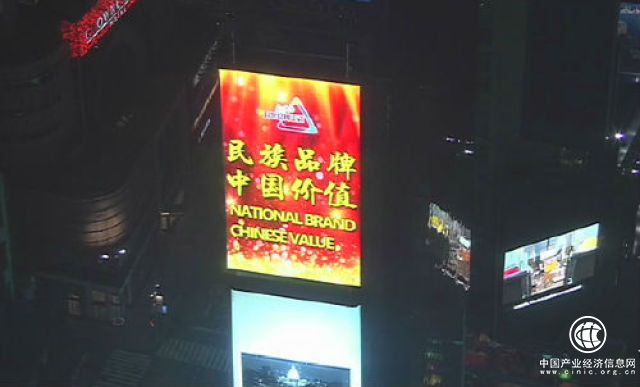 民族品牌
中国价值
NATIONAL BRAND
CHINESE VALUE
中国产业经济信息网
www.cinic.org.cn